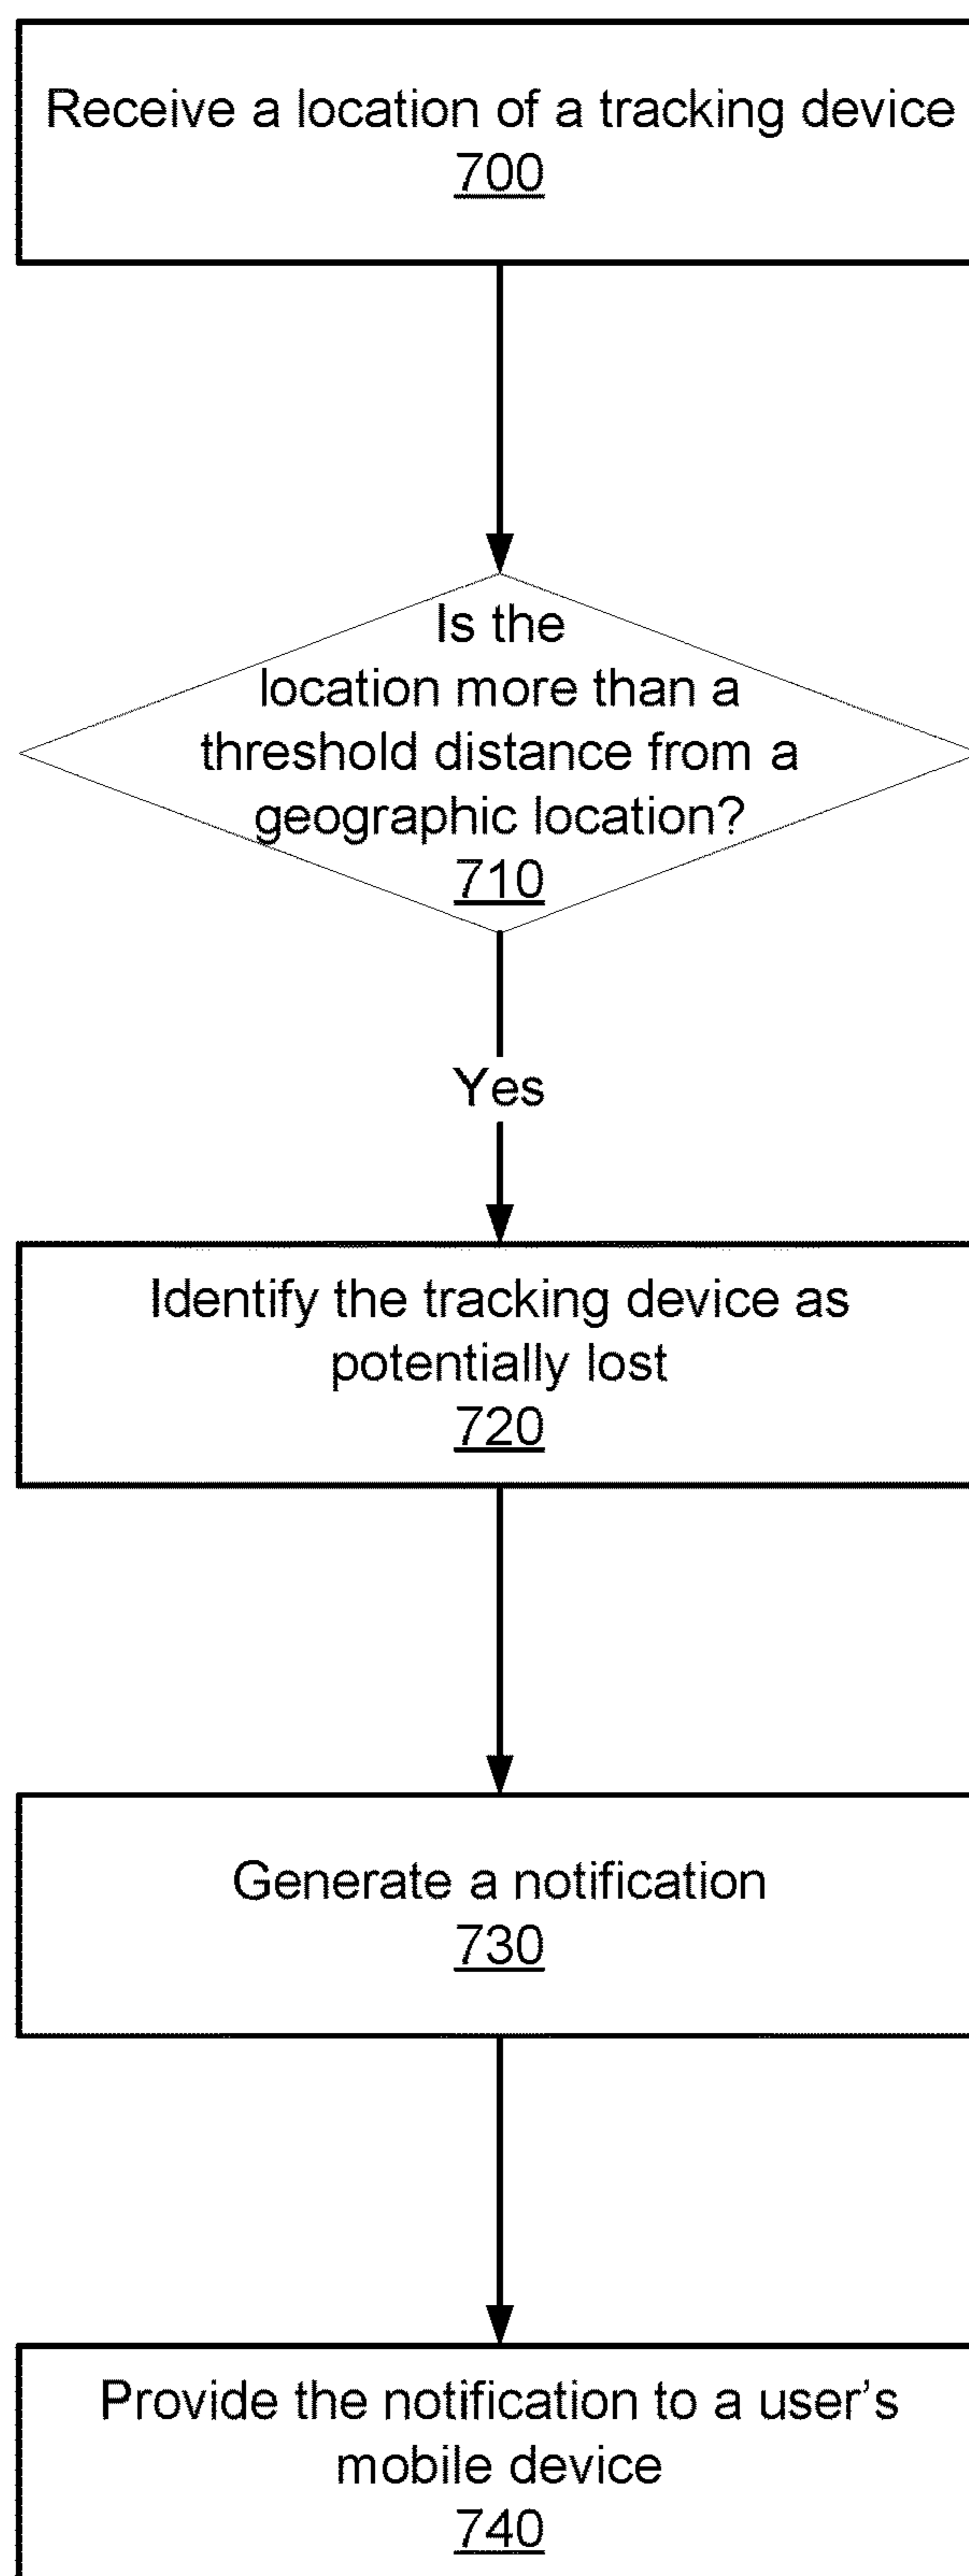 Receive a location of a tracking device
700
Is the
location more than a
threshold distance from a
geographic location?
710
Yes
Identify the tracking device as
potentially lost
720
Generate a notification
730
Provide the notification to a user's
mobile device
740